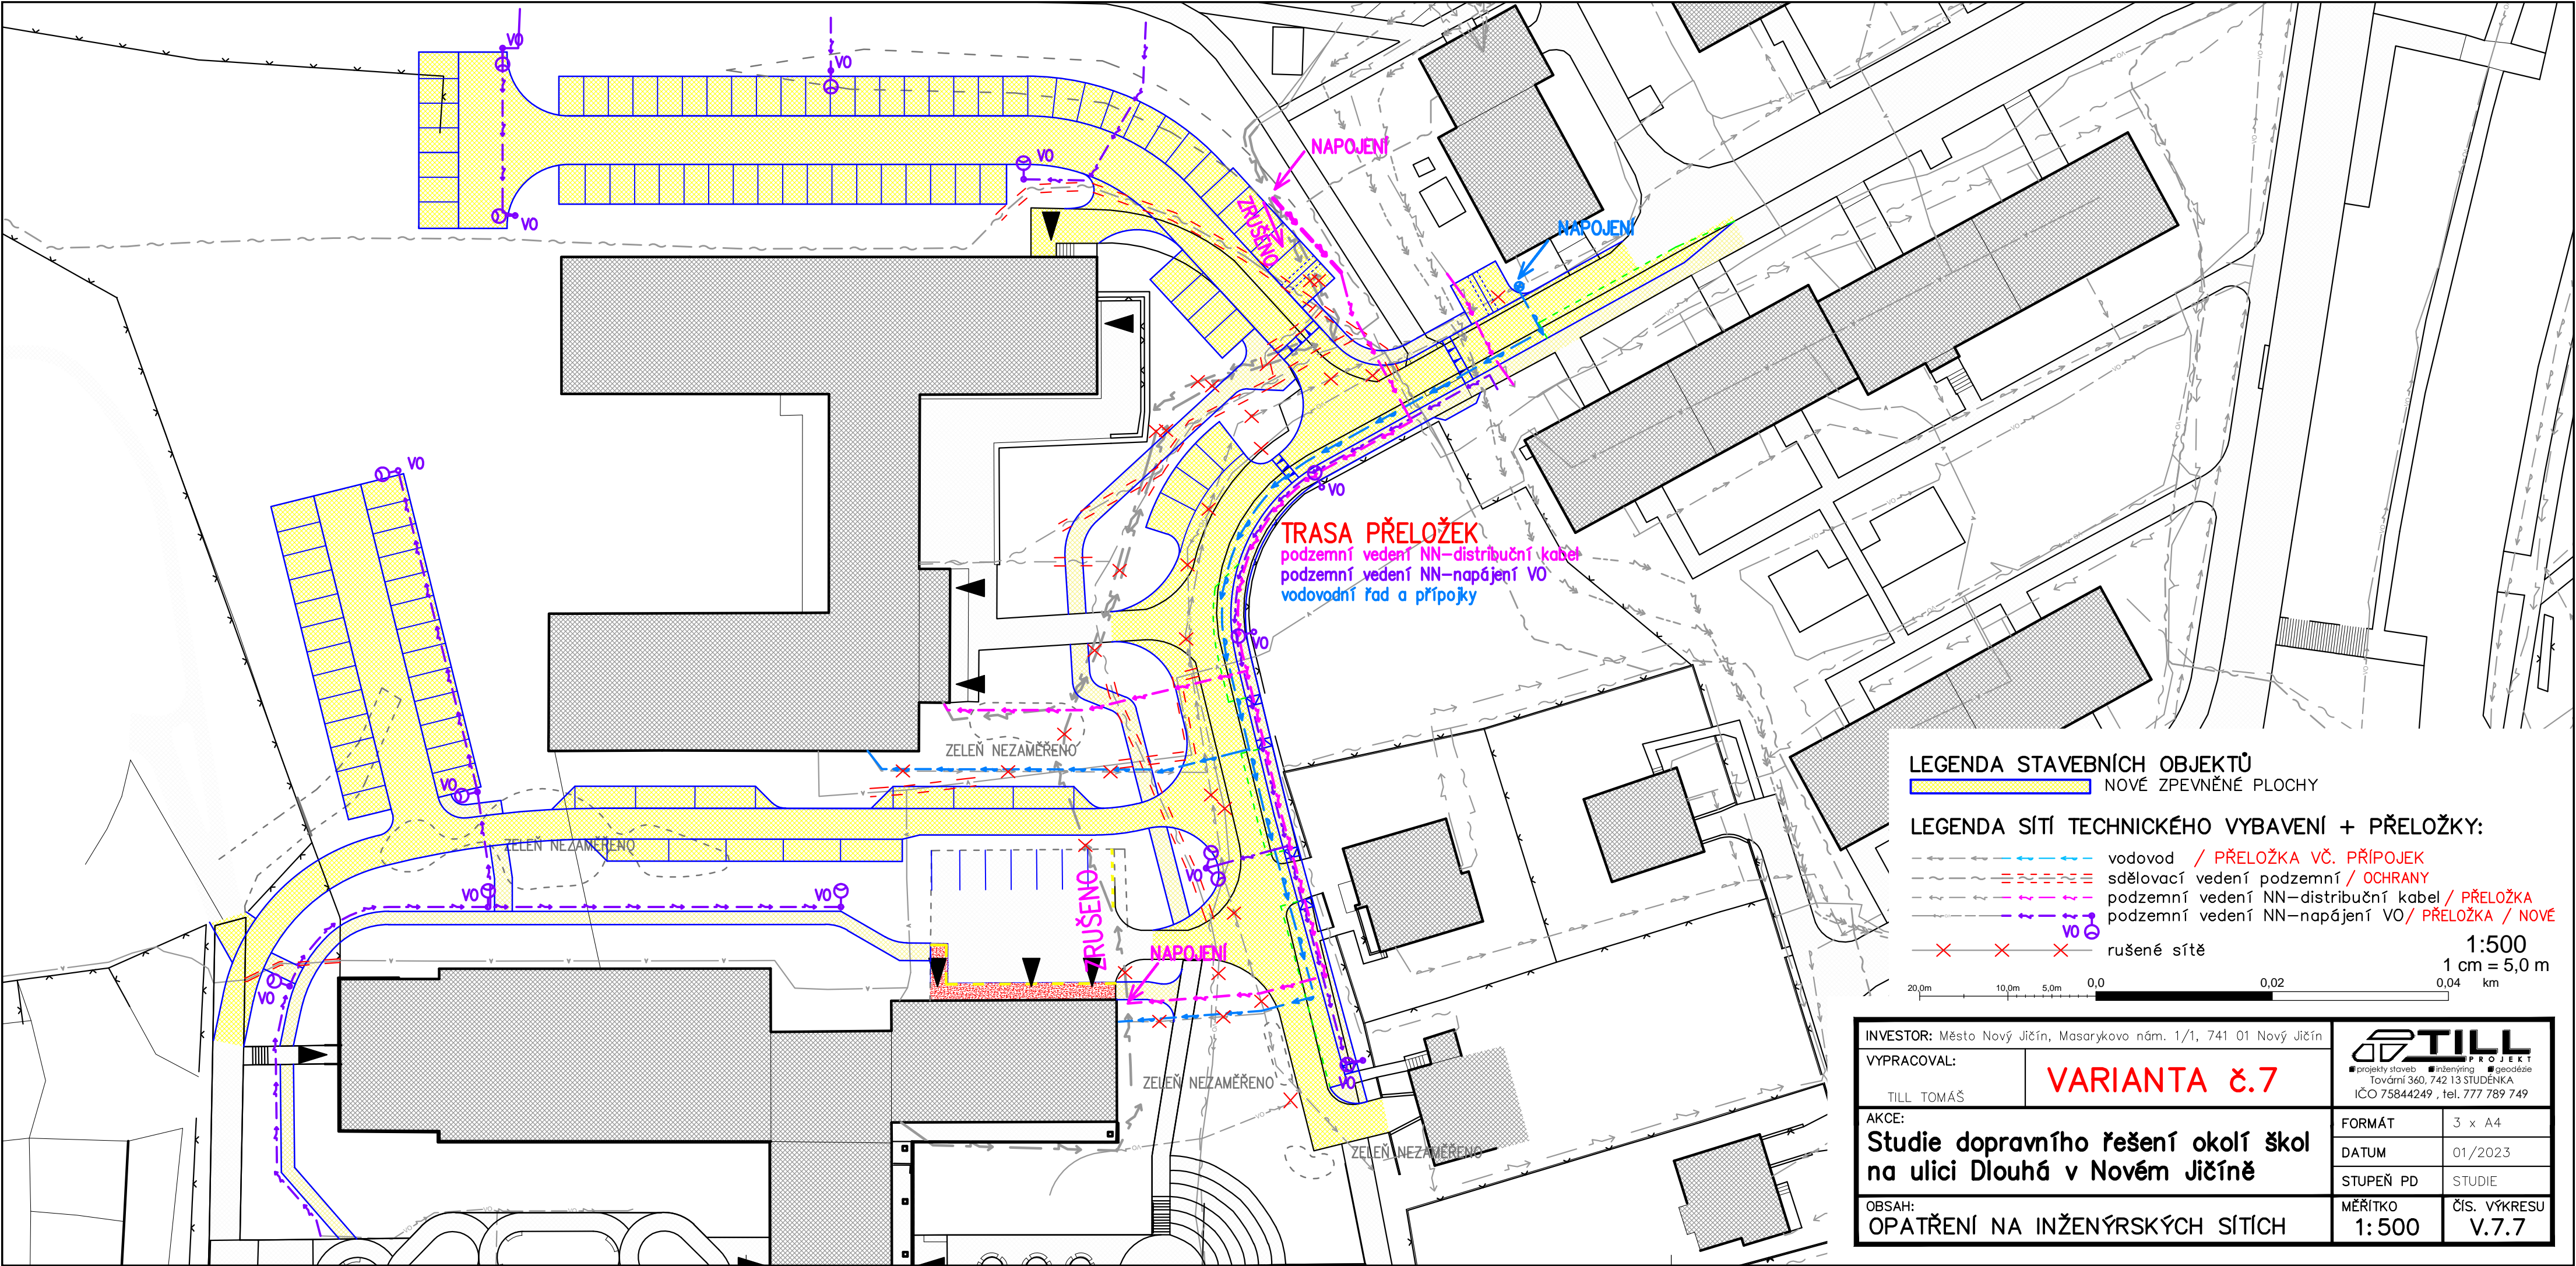 VO
VO
VO
VO
NAPOJENÍ
ZRUŠENO
NAPOJENÍ
VO
VO
TRASA PŘELOŽEK
podzemní vedení NN-distribuční kabel
podzemní vedení NN-napájení VO
vodovodní řad a přípojky
VO
ZELEŇ NEZAMĚŘENO
VO
ZELEŇ NEZAMĚŘENO
VO
VO
VO
ZRUŠENO
NAPOJENÍ
VO
ZELEŇ NEZAMĚŘENO
VO
ZELEŇ NEZAMĚŘENO
LEGENDA STAVEBNÍCH OBJEKTŮ
NOVÉ ZPEVNĚNÉ PLOCHY
LEGENDA SÍTÍ TECHNICKÉHO VYBAVENÍ + PŘELOŽKY:
vodovod / PŘELOŽKA VČ. PŘÍPOJEK
sdělovací vedení podzemní / OCHRANY
podzemní vedení NN-distribuční kabel / PŘELOŽKA
podzemní vedení NN-napájení VO / PŘELOŽKA / NOVÉ
VO
rušené sítě
1:500
1 cm = 5,0 m
20,0m 10,0m 5,0m 0,0 0,02 0,04 km
INVESTOR: Město Nový Jičín, Masarykovo nám. 1/1, 741 01 Nový Jičín
VYPRACOVAL:
TILL TOMÁŠ
VARIANTA č.7
TILL
PROJEKT
projekty staveb inženýring geodézie
Tovární 360, 742 13 STUDÉNKA
IČO 75844249 , tel. 777 789 749
AKCE:
Studie dopravního řešení okolí škol
na ulici Dlouhá v Novém Jičíně
FORMÁT 3 x A4
DATUM 01/2023
STUPEŇ PD STUDIE
OBSAH:
OPATŘENÍ NA INŽENÝRSKÝCH SÍTÍCH
MĚŘÍTKO
1:500
ČÍS. VÝKRESU
V.7.7